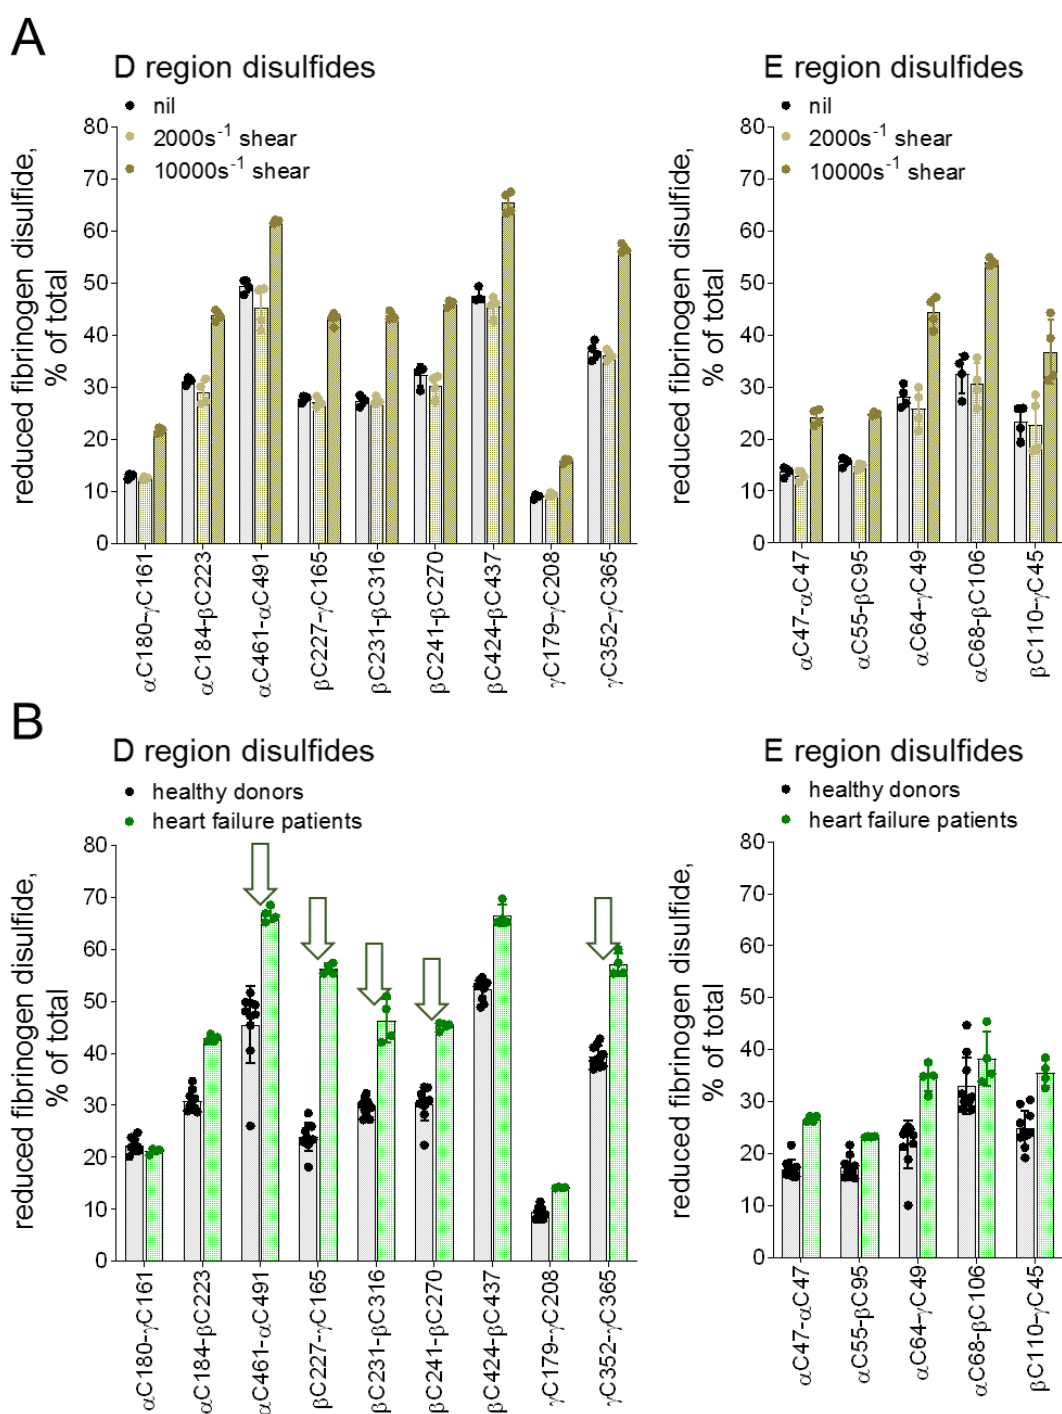 A
D region disulfides
nil
2000s⁻¹ shear
10000s⁻¹ shear
reduced fibrinogen disulfide,
% of total
80
70
60
50
40
30
20
10
0
αC180-γC161
αC184-βC223
αC461-αC491
βC227-γC165
βC231-βC316
βC241-βC270
βC424-βC437
γC179-γC208
γC352-γC365
E region disulfides
nil
2000s⁻¹ shear
10000s⁻¹ shear
reduced fibrinogen disulfide,
% of total
80
70
60
50
40
30
20
10
0
αC47-αC47
αC55-βC95
αC64-γC49
αC68-βC106
βC110-γC45
B
D region disulfides
healthy donors
heart failure patients
reduced fibrinogen disulfide,
% of total
80
70
60
50
40
30
20
10
0
αC180-γC161
αC184-βC223
αC461-αC491
βC227-γC165
βC231-βC316
βC241-βC270
βC424-βC437
γC179-γC208
γC352-γC365
E region disulfides
healthy donors
heart failure patients
reduced fibrinogen disulfide,
% of total
80
70
60
50
40
30
20
10
0
αC47-αC47
αC55-βC95
αC64-γC49
αC68-βC106
βC110-γC45